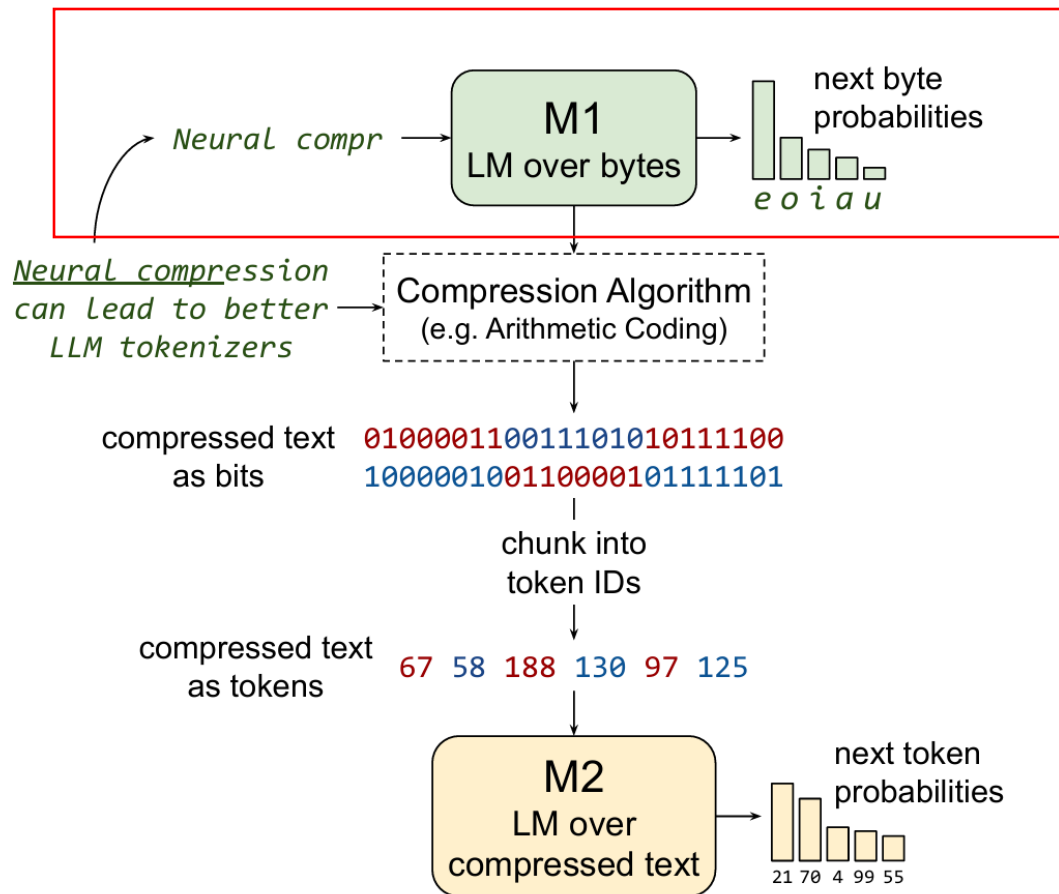 Neural compr
M1
LM over bytes
next byte
probabilities
e o i a u
Neural compression
can lead to better
LLM tokenizers
Compression Algorithm
(e.g. Arithmetic Coding)
compressed text
as bits
010000110011101010111100
100000100110000101111101
chunk into
token IDs
compressed text
as tokens
67 58 188 130 97 125
M2
LM over
compressed text
next token
probabilities
21 70 4 99 55